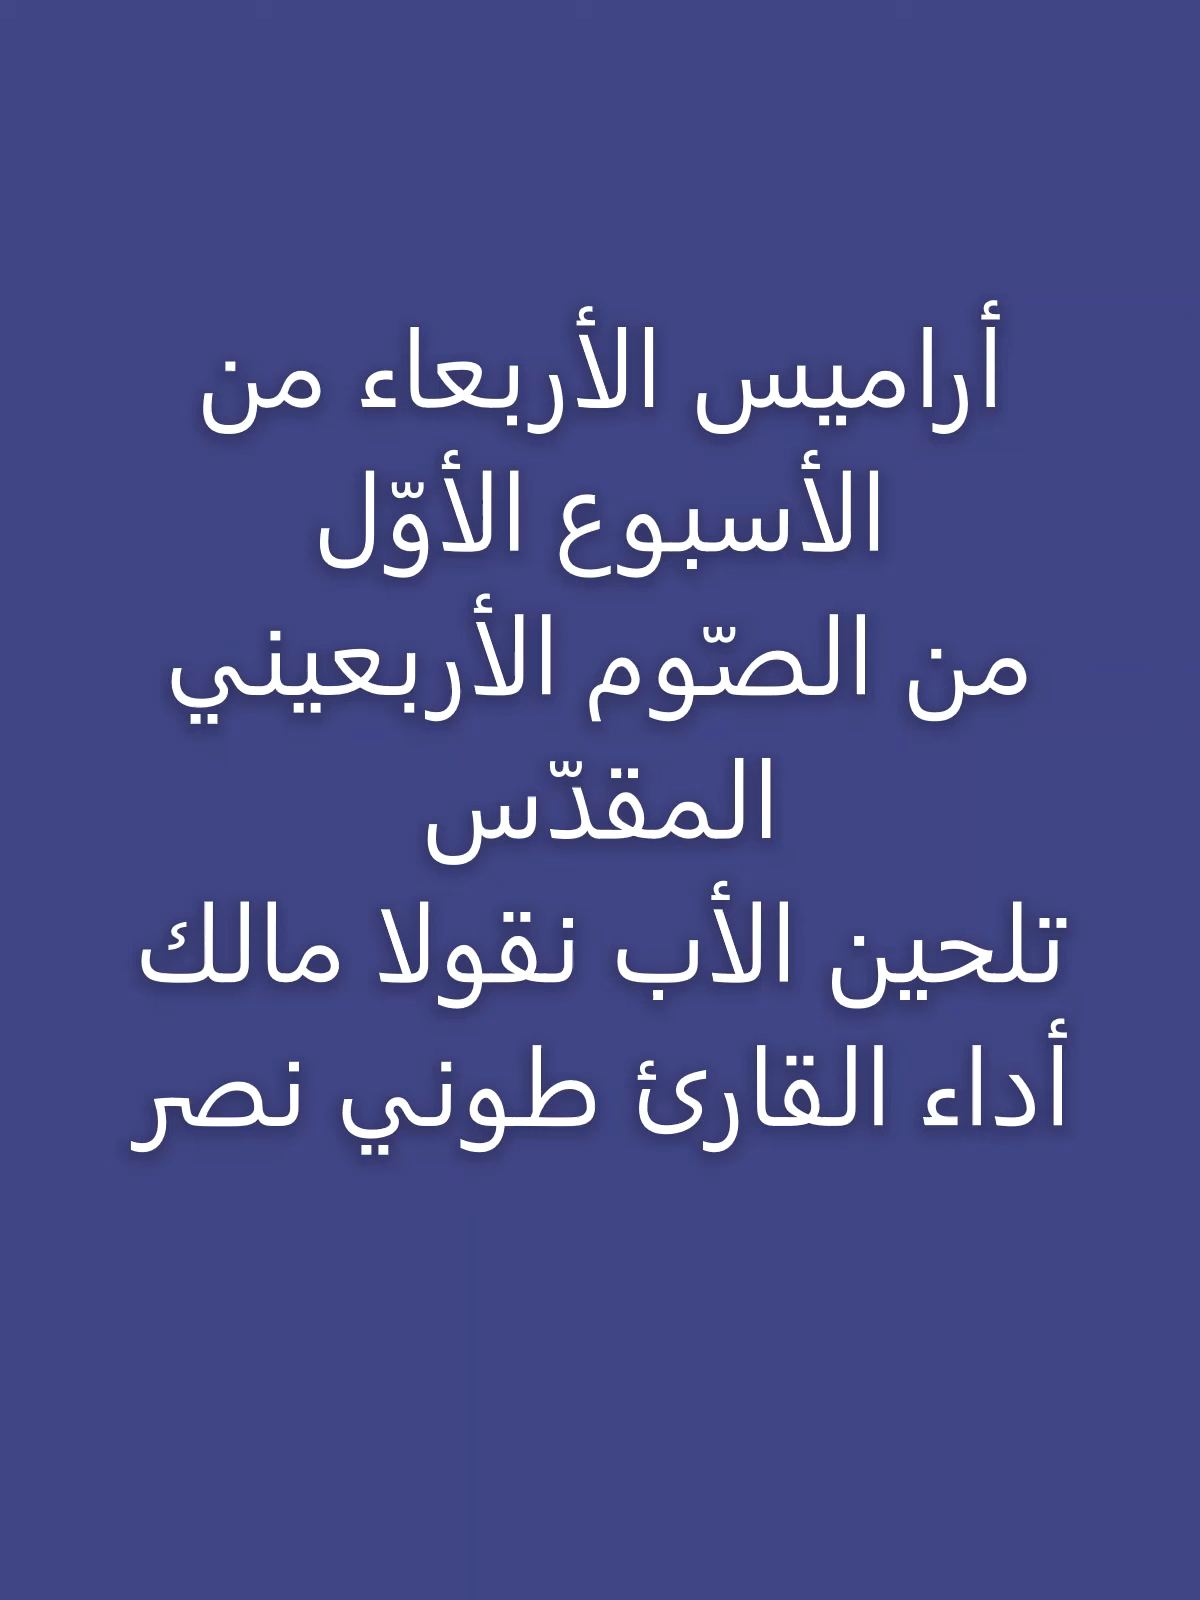 أراميس الأربعاء من
الأسبوع الأوّل
من الصّوم الأربعيني
المقدّس
تلحين الأب نقولا مالك
أداء القارئ طوني نصر